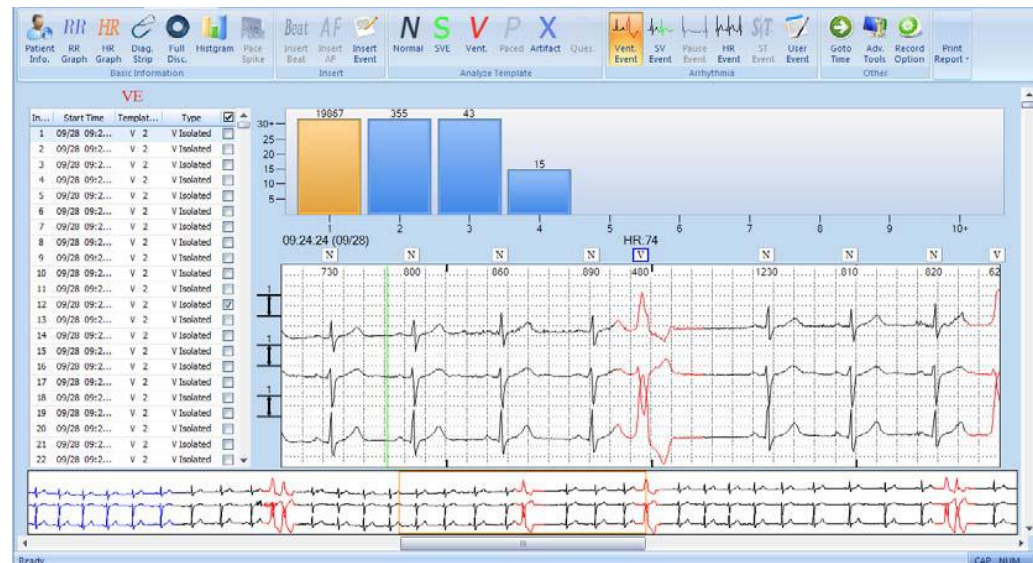 RR HR Beat AF N S V P X S|T
Patient Info. RR Graph HR Graph Diag. Strip Full Disc. Histgram Pace Spike Insert Beat Insert AF Insert Event Normal SVE Vent. Paced Artifact Ques. Vent. Event SV Event Pause Event HR Event ST Event User Event Goto Time Adv. Tools Record Option Print Report
Basic Information Insert Analyze Template Arrhythmia Other
VE
In... Start Time Templat... Type
1 09/28 09:2... V 2 V Isolated
2 09/28 09:2... V 2 V Isolated
3 09/28 09:2... V 2 V Isolated
4 09/28 09:2... V 2 V Isolated
5 09/28 09:2... V 2 V Isolated
6 09/28 09:2... V 2 V Isolated
7 09/28 09:2... V 2 V Isolated
8 09/28 09:2... V 2 V Isolated
9 09/28 09:2... V 2 V Isolated
10 09/28 09:2... V 2 V Isolated
11 09/28 09:2... V 2 V Isolated
12 09/28 09:2... V 2 V Isolated
13 09/28 09:2... V 2 V Isolated
14 09/28 09:2... V 2 V Isolated
15 09/28 09:2... V 2 V Isolated
16 09/28 09:2... V 2 V Isolated
17 09/28 09:2... V 2 V Isolated
18 09/28 09:2... V 2 V Isolated
19 09/28 09:2... V 2 V Isolated
20 09/28 09:2... V 2 V Isolated
21 09/28 09:2... V 2 V Isolated
22 09/28 09:2... V 2 V Isolated
19867 355 43
30+
25
20
15 15
10
5
1 2 3 4 5 6 7 8 9 10+
09:24:24 (09/28) HR.74
N N N N V N N N V
730 800 860 890 480 1230 810 820 62
1
1
1
Ready CAP NUM